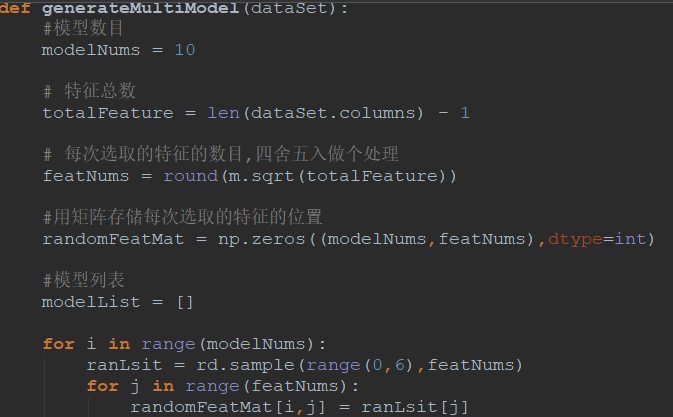 def generateMultiModel(dataSet):
#模型数目
modelNums = 10
# 特征总数
totalFeature = len(dataSet.columns) - 1
# 每次选取的特征的数目,四舍五入做个处理
featNums = round(m.sqrt(totalFeature))
#用矩阵存储每次选取的特征的位置
randomFeatMat = np.zeros((modelNums,featNums),dtype=int)
#模型列表
modelList = []
for i in range(modelNums):
ranLsit = rd.sample(range(0,6),featNums)
for j in range(featNums):
randomFeatMat[i,j] = ranLsit[j]